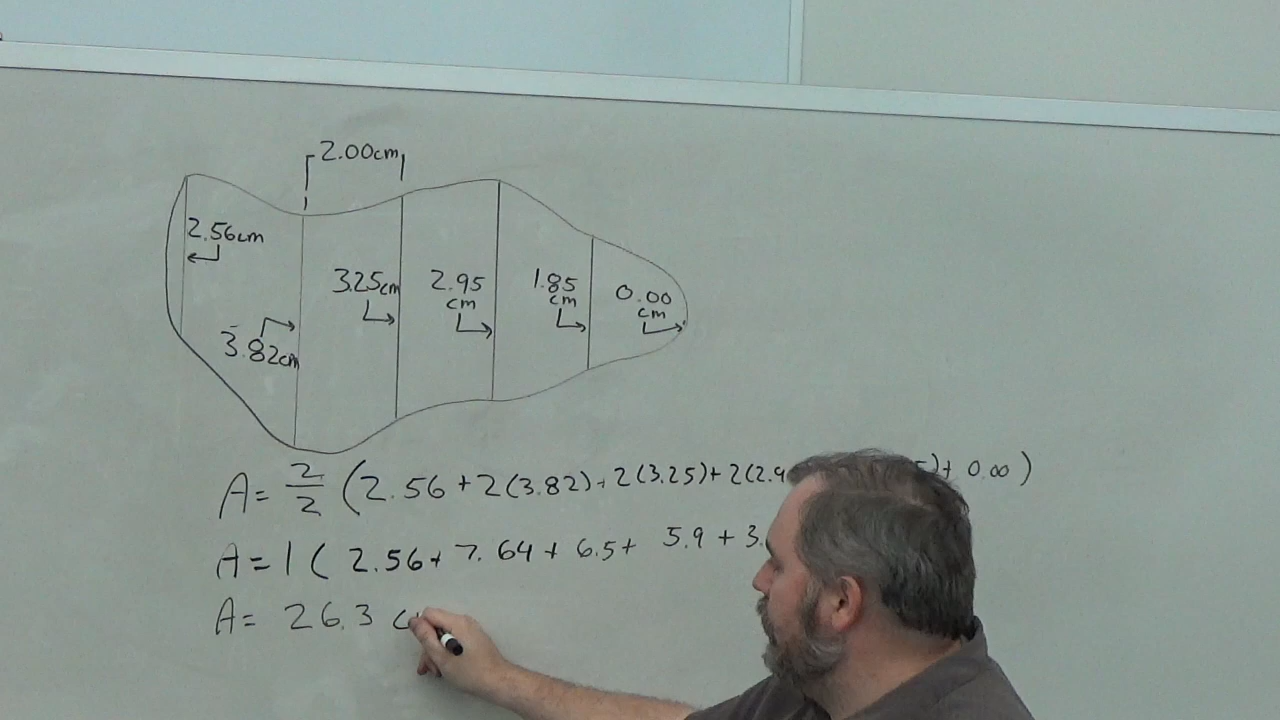 2.00cm
2.56cm
3.25cm
2.95
cm
1.85
cm
0.00
cm
3.82cm
A= 2/2 (2.56+2(3.82)+2(3.25)+2(2.9 )+ 0.00 )
A=1( 2.56+ 7.64 + 6.5+ 5.9 + 3.
A= 26.3 c